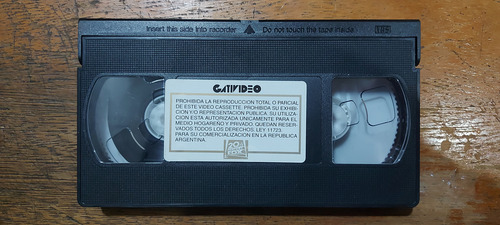 Insert this side into recorder Do not touch the tape inside VHS
GATIVIDEO
PROHIBIDA LA REPRODUCCION TOTAL O PARCIAL
DE ESTE VIDEO CASSETTE. PROHIBIDA SU EXHIBI-
CION Y/O REPRESENTACION PUBLICA. SU UTILIZA-
CION ESTA AUTORIZADA UNICAMENTE PARA EL
MEDIO HOGAREÑO Y PRIVADO. QUEDAN RESER-
VADOS TODOS LOS DERECHOS. LEY 11723.
PARA SU COMERCIALIZACION EN LA REPUBLICA
ARGENTINA.